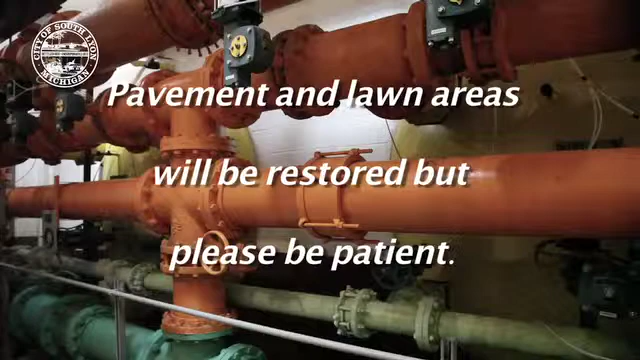 CITY OF SOUTH LYON
MICHIGAN
Pavement and lawn areas
will be restored but
please be patient.